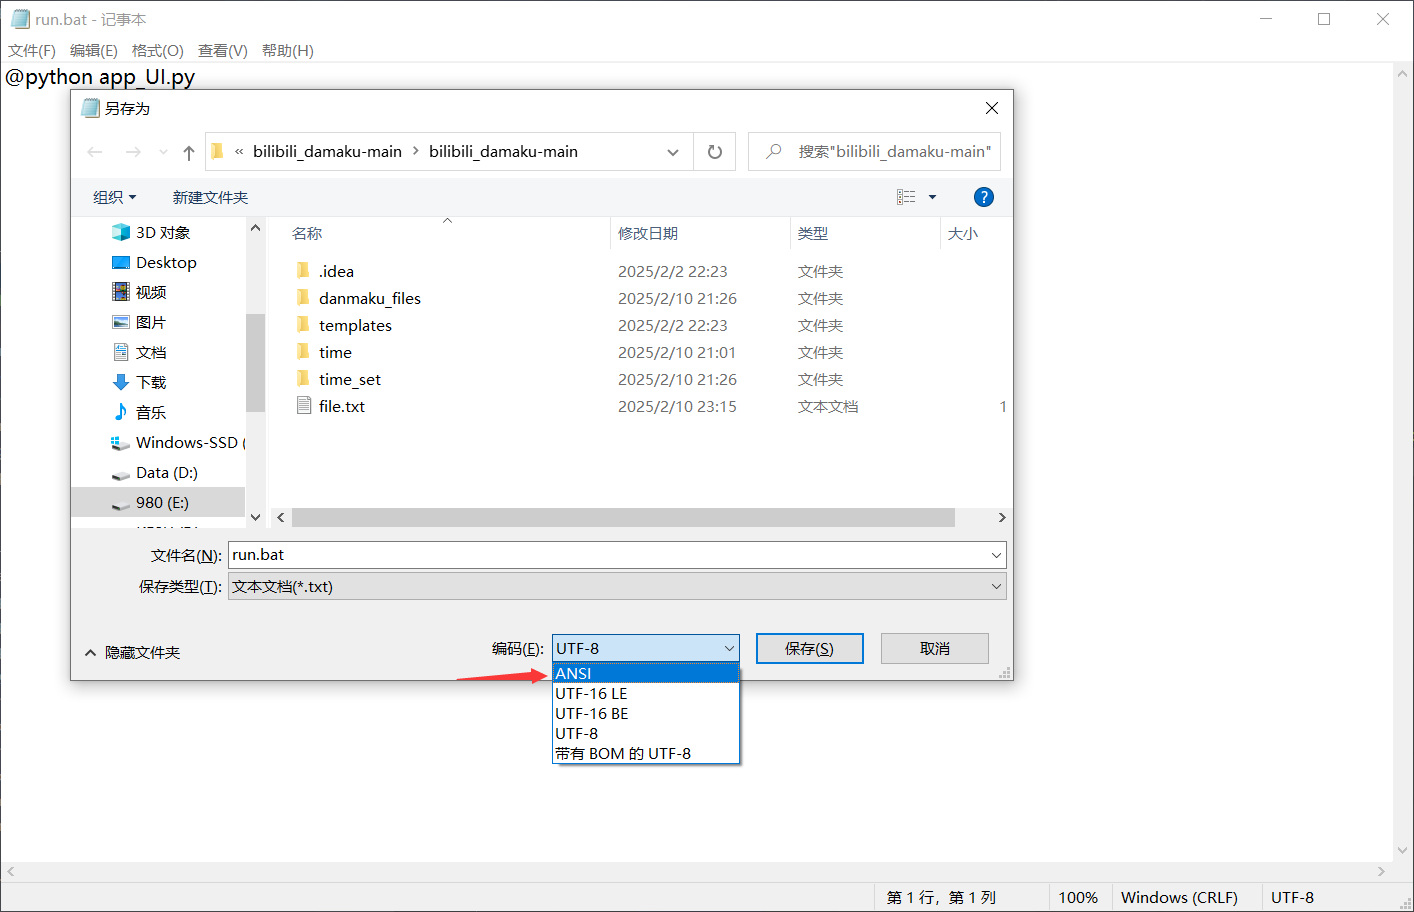 run.bat - 记事本
文件(F) 编辑(E) 格式(O) 查看(V) 帮助(H)
@python app_UI.py
另存为
« bilibili_damaku-main > bilibili_damaku-main
搜索"bilibili_damaku-main"
组织 新建文件夹
?
3D 对象
Desktop
视频
图片
文档
下载
音乐
Windows-SSD (
Data (D:)
980 (E:)
名称 修改日期 类型 大小
.idea 2025/2/2 22:23 文件夹
danmaku_files 2025/2/10 21:26 文件夹
templates 2025/2/2 22:23 文件夹
time 2025/2/10 21:01 文件夹
time_set 2025/2/10 21:26 文件夹
file.txt 2025/2/10 23:15 文本文档 1
文件名(N): run.bat
保存类型(T): 文本文档(*.txt)
隐藏文件夹
编码(E): UTF-8
保存(S) 取消
ANSI
UTF-16 LE
UTF-16 BE
UTF-8
带有 BOM 的 UTF-8
第 1 行，第 1 列 100% Windows (CRLF) UTF-8